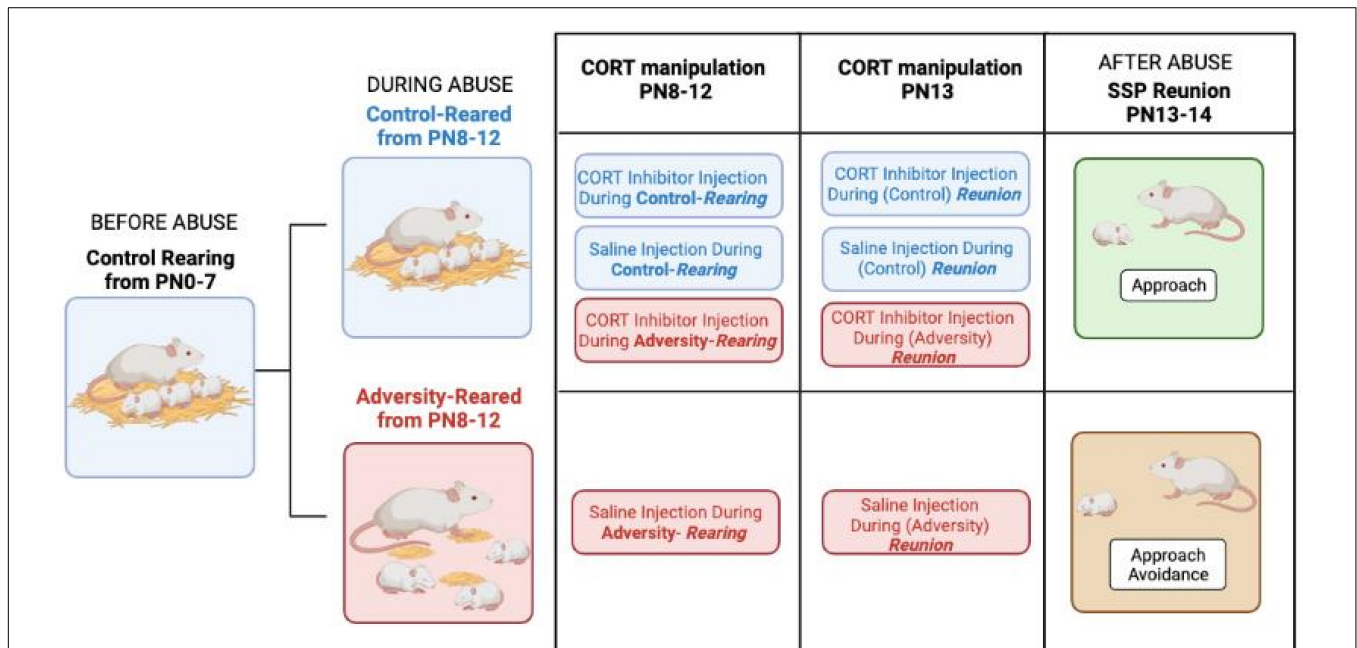 BEFORE ABUSE
Control Rearing
from PN0-7
DURING ABUSE
Control-Reared
from PN8-12
Adversity-Reared
from PN8-12
CORT manipulation
PN8-12
CORT Inhibitor Injection
During Control-Rearing
Saline Injection During
Control-Rearing
CORT Inhibitor Injection
During Adversity-Rearing
Saline Injection During
Adversity- Rearing
CORT manipulation
PN13
CORT Inhibitor Injection
During (Control) Reunion
Saline Injection During
(Control) Reunion
CORT Inhibitor Injection
During (Adversity)
Reunion
Saline Injection
During (Adversity)
Reunion
AFTER ABUSE
SSP Reunion
PN13-14
Approach
Approach
Avoidance